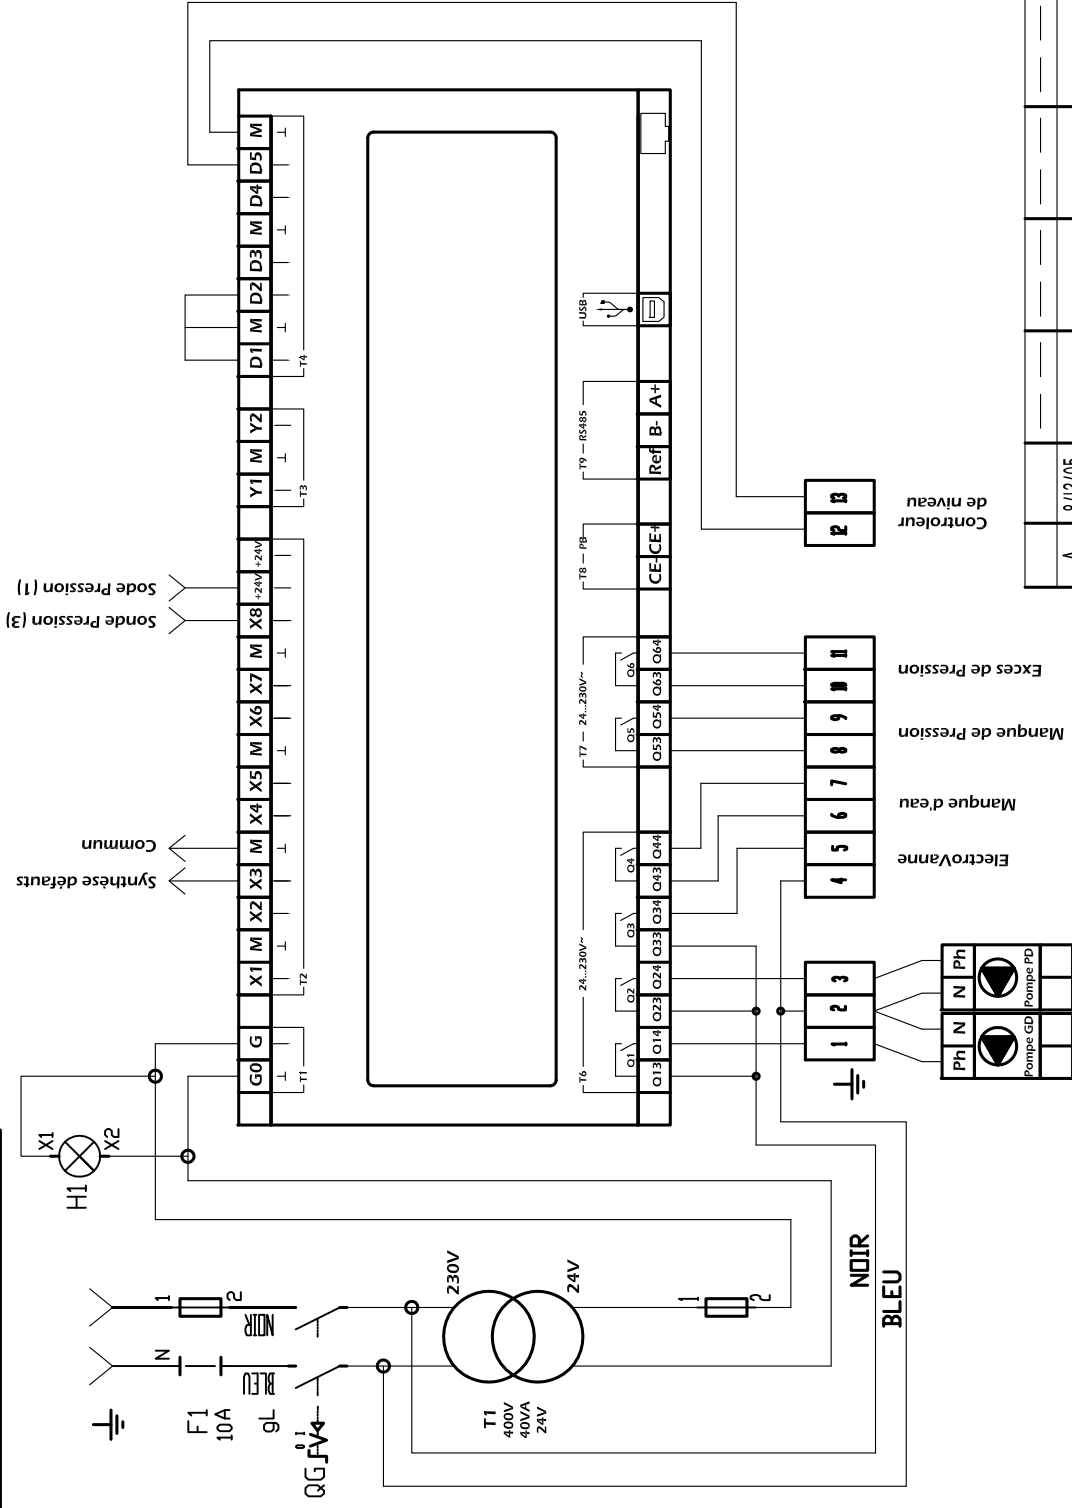 Controleur
de niveau
13
12
Exces de Pression
Manque de Pression
Manque d'eau
ElectroVanne
11
10
9
8
7
6
5
4
3
2
1
Ph
N
Pompe PD
N
Ph
Pompe GD
A
Sode Pression (1)
Sonde Pression (3)
Commun
Synthèse défauts
M
D5
D4
M
D3
D2
M
D1
T4
Y2
M
Y1
T3
+24V
+24V
X8
M
X7
X6
M
X5
X4
M
X3
X2
M
X1
T2
G
G0
T1
USB
A+
B-
Ref
T9 RS485
CE+
CE-
T8 PB
Q64
Q63
Q6
Q54
Q53
Q5
T7 24...230V~
Q44
Q43
Q4
Q34
Q33
Q3
Q24
Q23
Q2
Q14
Q13
Q1
T6 24...230V~
X1
X2
H1
1
2
NOIR
N
BLEU
F1
10A
gL
0 I
QG
230V
24V
T1
400V
40VA
24V
1
2
NOIR
BLEU